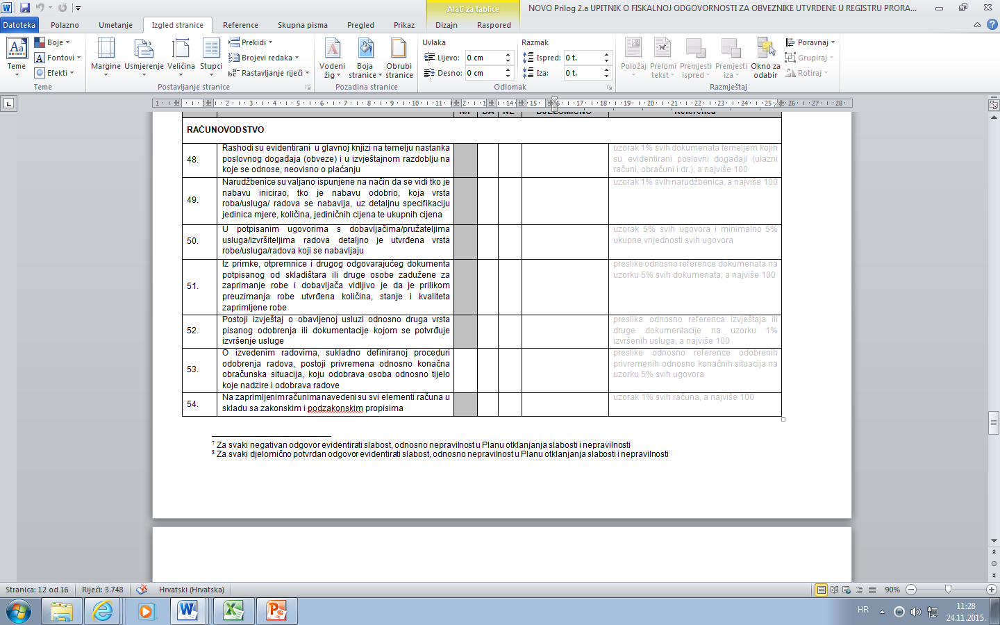 Alati za tablice
NOVO Prilog 2.a UPITNIK O FISKALNOJ ODGOVORNOSTI ZA OBVEZNIKE UTVRĐENE U REGISTRU PRORA...
Datoteka Polazno Umetanje Izgled stranice Reference Skupna pisma Pregled Prikaz Dizajn Raspored
Teme
Boje
Fontovi
Efekti
Teme
Margine Usmjerenje Veličina Stupci
Prekidi
Brojevi redaka
Rastavljanje riječi
Postavljanje stranice
Vodeni žig
Boja stranice
Obrubi stranice
Pozadina stranice
Uvlaka
Lijevo: 0 cm
Desno: 0 cm
Razmak
Ispred: 0 t.
Iza: 0 t.
Odlomak
Položaj
Prelomi tekst
Premjesti ispred
Premjesti iza
Okno za odabir
Poravnaj
Grupiraj
Rotiraj
Razmještaj
RAČUNOVODSTVO
48.
Rashodi su evidentirani u glavnoj knjizi na temelju nastanka
poslovnog događaja (obveze) i u izvještajnom razdoblju na
koje se odnose, neovisno o plaćanju
uzorak 1% svih dokumenata temeljem kojih
su evidentirani poslovni događaji (ulazni
računi, obračuni i dr.), a najviše 100
49.
Narudžbenice su valjano ispunjene na način da se vidi tko je
nabavu inicirao, tko je nabavu odobrio, koja vrsta
roba/usluga/ radova se nabavlja, uz detaljnu specifikaciju
jedinica mjere, količina, jediničnih cijena te ukupnih cijena
uzorak 1% svih narudžbenica, a najviše 100
50.
U potpisanim ugovorima s dobavljačima/pružateljima
usluga/izvršiteljima radova detaljno je utvrđena vrsta
robe/usluga/radova koji se nabavljaju
uzorak 5% svih ugovora i minimalno 5%
ukupne vrijednosti svih ugovora
51.
Iz primke, otpremnice i drugog odgovarajućeg dokumenta
potpisanog od skladištara ili druge osobe zadužene za
zaprimanje robe i dobavljača vidljivo je da je prilikom
preuzimanja robe utvrđena količina, stanje i kvaliteta
zaprimljene robe
preslike odnosno reference dokumenata na
uzorku 5% svih dokumenata, a najviše 100
52.
Postoji izvještaj o obavljenoj usluzi odnosno druga vrsta
pisanog odobrenja ili dokumentacije kojom se potvrđuje
izvršenje usluge
preslika odnosno referenca izvještaja ili
druge dokumentacije na uzorku 1%
izvršenih usluga, a najviše 100
53.
O izvedenim radovima, sukladno definiranoj proceduri
odobrenja radova, postoji privremena odnosno konačna
obračunska situacija, koju odobrava osoba odnosno tijelo
koje nadzire i odobrava radove
preslike odnosno reference odobrenih
privremenih odnosno konačnih situacija na
uzorku 5% svih ugovora
54.
Na zaprimljenim računima navedeni su svi elementi računa u
skladu sa zakonskim i podzakonskim propisima
uzorak 1% svih računa, a najviše 100
7 Za svaki negativan odgovor evidentirati slabost, odnosno nepravilnost u Planu otklanjanja slabosti i nepravilnosti
8 Za svaki djelomično potvrdan odgovor evidentirati slabost, odnosno nepravilnost u Planu otklanjanja slabosti i nepravilnosti
Stranica: 12 od 16 Riječi: 3.748 Hrvatski (Hrvatska) 90%
HR 11:28
24.11.2015.